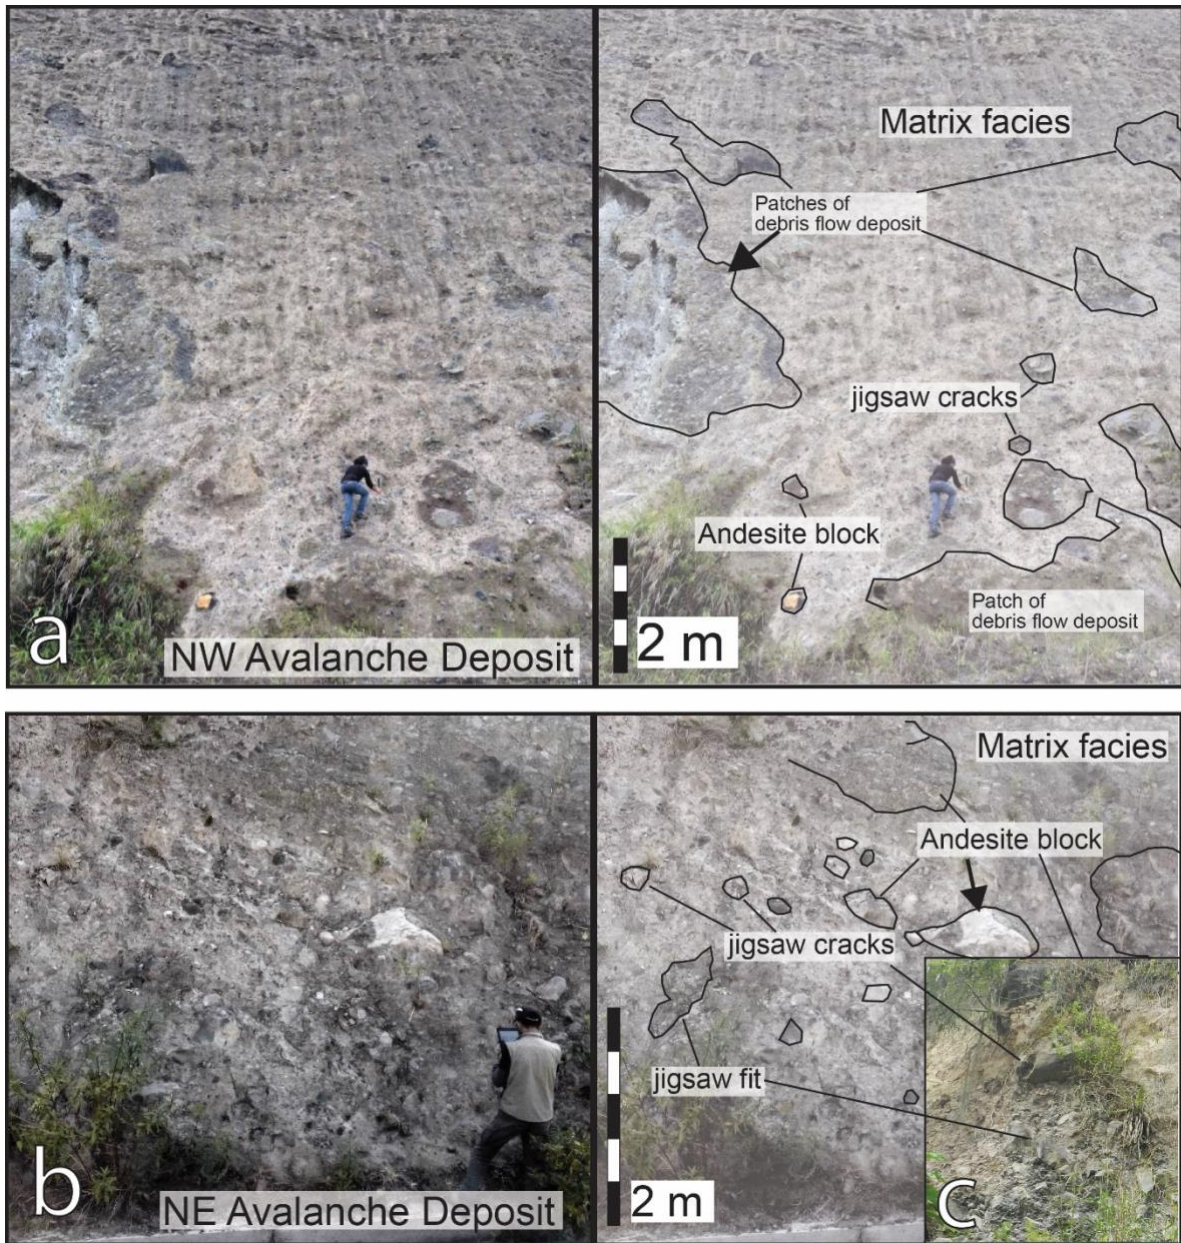 Matrix facies
Patches of
debris flow deposit
jigsaw cracks
Andesite block
Patch of
debris flow deposit
a
NW Avalanche Deposit
2 m
Matrix facies
Andesite block
jigsaw cracks
jigsaw fit
b
NE Avalanche Deposit
2 m
c